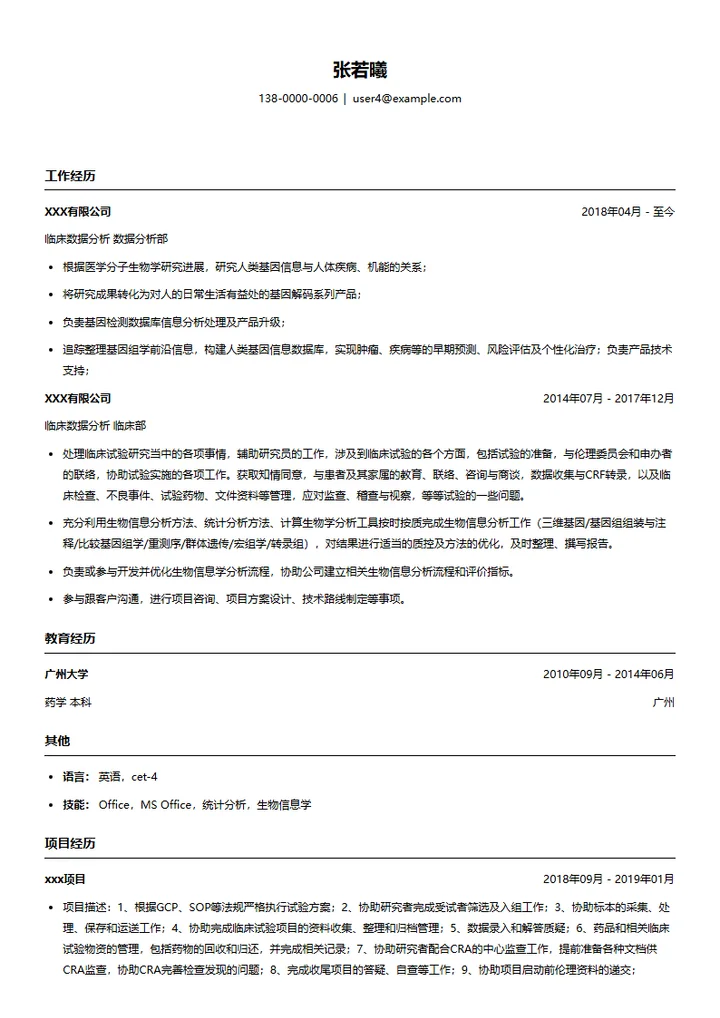 张若曦
138-0000-0006 | user4@example.com
工作经历
XXX有限公司 2018年04月 - 至今
临床数据分析 数据分析部
• 根据医学分子生物学研究进展，研究人类基因信息与人体疾病、机能的关系；
• 将研究成果转化为对人的日常生活有益处的基因解码系列产品；
• 负责基因检测数据库信息分析处理及产品升级；
• 追踪整理基因组学前沿信息，构建人类基因信息数据库，实现肿瘤、疾病等的早期预测、风险评估及个性化治疗；负责产品技术
支持；
XXX有限公司 2014年07月 - 2017年12月
临床数据分析 临床部
• 处理临床试验研究当中的各项事情，辅助研究员的工作，涉及到临床试验的各个方面，包括试验的准备，与伦理委员会和申办者
的联络，协助试验实施的各项工作。获取知情同意，与患者及其家属的教育、联络、咨询与商谈，数据收集与CRF转录，以及临
床检查、不良事件、试验药物、文件资料等管理，应对监查、稽查与视察，等等试验的一些问题。
• 充分利用生物信息分析方法、统计分析方法、计算生物学分析工具按时按质完成生物信息分析工作（三维基因/基因组组装与注
释/比较基因组学/重测序/群体遗传/宏组学/转录组），对结果进行适当的质控及方法的优化，及时整理、撰写报告。
• 负责或参与开发并优化生物信息学分析流程，协助公司建立相关生物信息分析流程和评价指标。
• 参与跟客户沟通，进行项目咨询、项目方案设计、技术路线制定等事项。
教育经历
广州大学 2010年09月 - 2014年06月
药学 本科 广州
其他
• 语言： 英语，cet-4
• 技能： Office，MS Office，统计分析，生物信息学
项目经历
xxx项目 2018年09月 - 2019年01月
• 项目描述：1、根据GCP、SOP等法规严格执行试验方案；2、协助研究者完成受试者筛选及入组工作；3、协助标本的采集、处
理、保存和运送工作；4、协助完成临床试验项目的资料收集、整理和归档管理；5、数据录入和解答质疑；6、药品和相关临床
试验物资的管理，包括药物的回收和归还，并完成相关记录；7、协助研究者配合CRA的中心监查工作，提前准备各种文档供
CRA监查，协助CRA完善检查发现的问题；8、完成收尾项目的答疑、自查等工作；9、协助项目启动前伦理资料的递交；